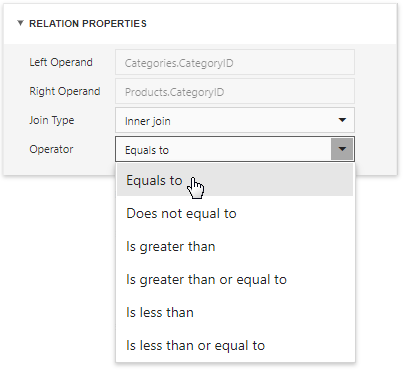 RELATION PROPERTIES
Left Operand Categories.CategoryID
Right Operand Products.CategoryID
Join Type Inner join
Operator Equals to
Equals to
Does not equal to
Is greater than
Is greater than or equal to
Is less than
Is less than or equal to